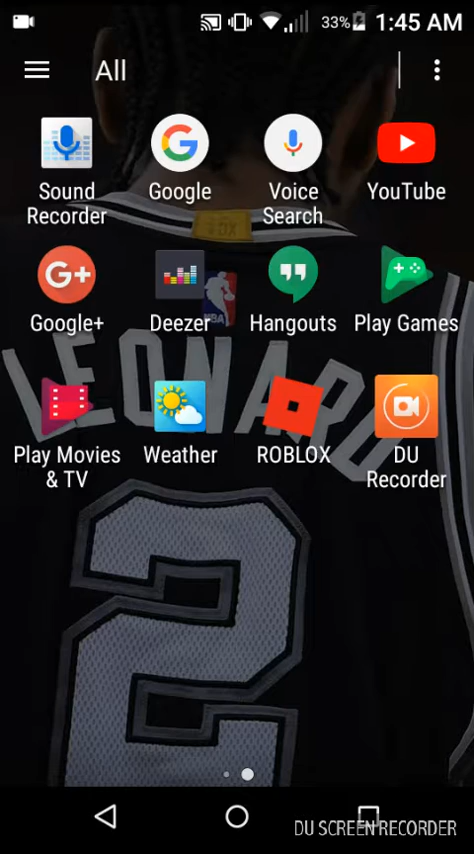 33% 1:45 AM
All
Sound Recorder
Google
Voice Search
YouTube
Google+
Deezer
Hangouts
Play Games
Play Movies & TV
Weather
ROBLOX
DU Recorder
NBA
LEONARD
2
DU SCREEN RECORDER